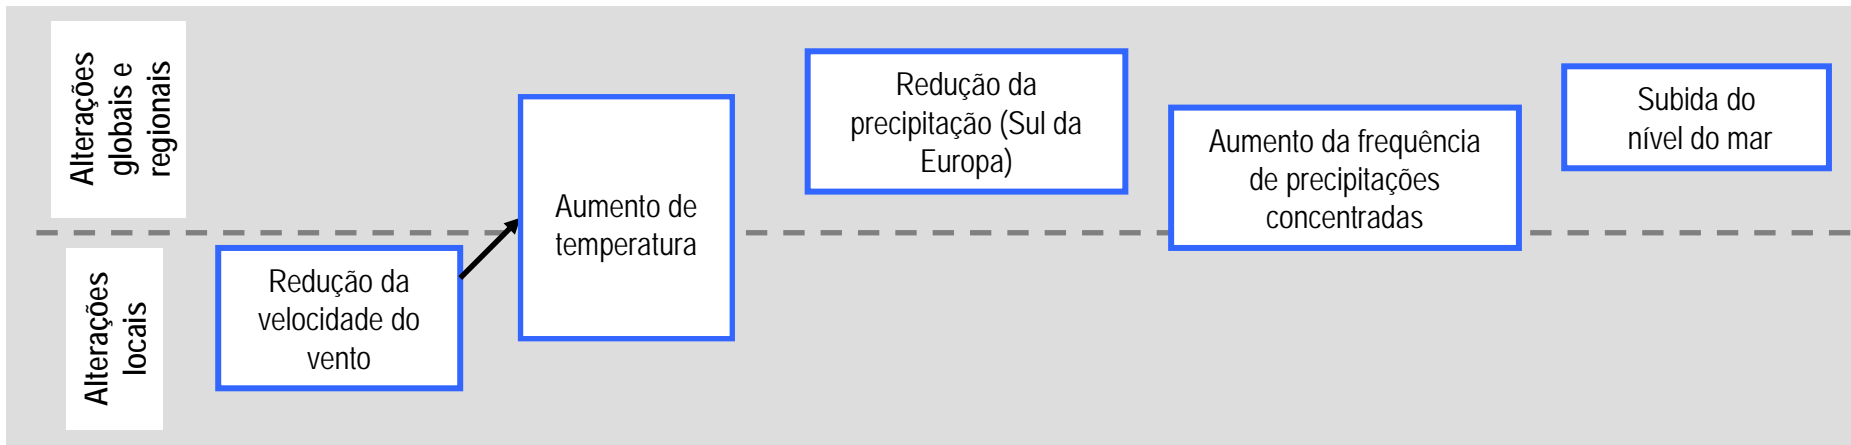 Alterações
globais e
regionais
Alterações
locais
Redução da
velocidade do
vento
Aumento de
temperatura
Redução da
precipitação (Sul da
Europa)
Aumento da frequência
de precipitações
concentradas
Subida do
nível do mar